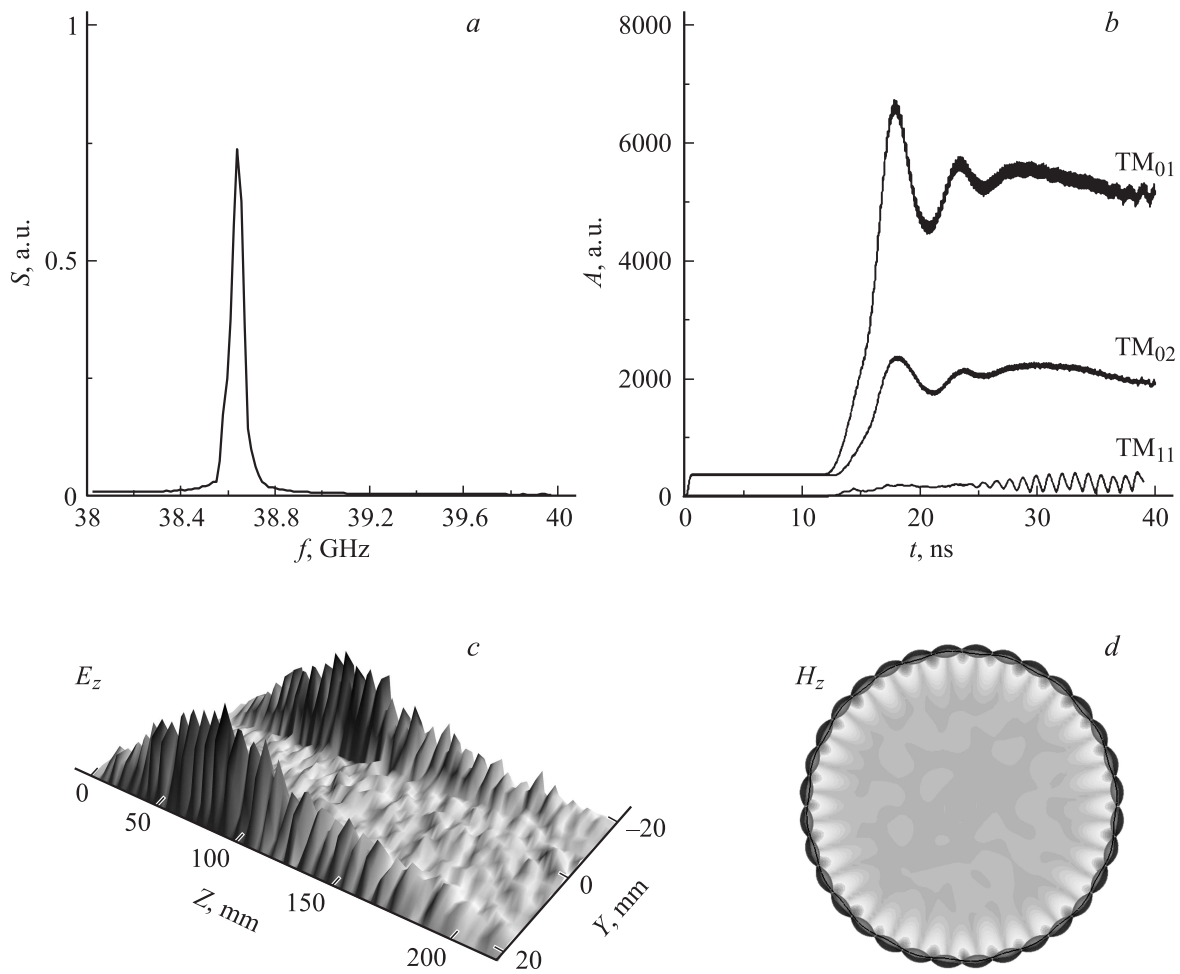 a
1
0.5
0
S, a.u.
38
38.4
38.8
39.2
39.6
40
f, GHz
b
8000
6000
4000
2000
0
A, a.u.
TM01
TM02
TM11
0
10
20
30
40
t, ns
c
Ez
0
50
100
150
200
Z, mm
–20
0
20
Y, mm
d
Hz